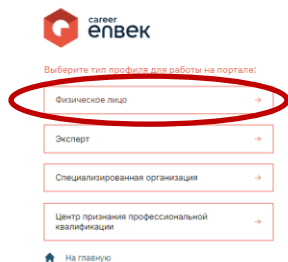 career
enbek
Выберите тип профиля для работы на портале:
Физическое лицо
Эксперт
Специализированная организация
Центр признания профессиональной
квалификации
На главную